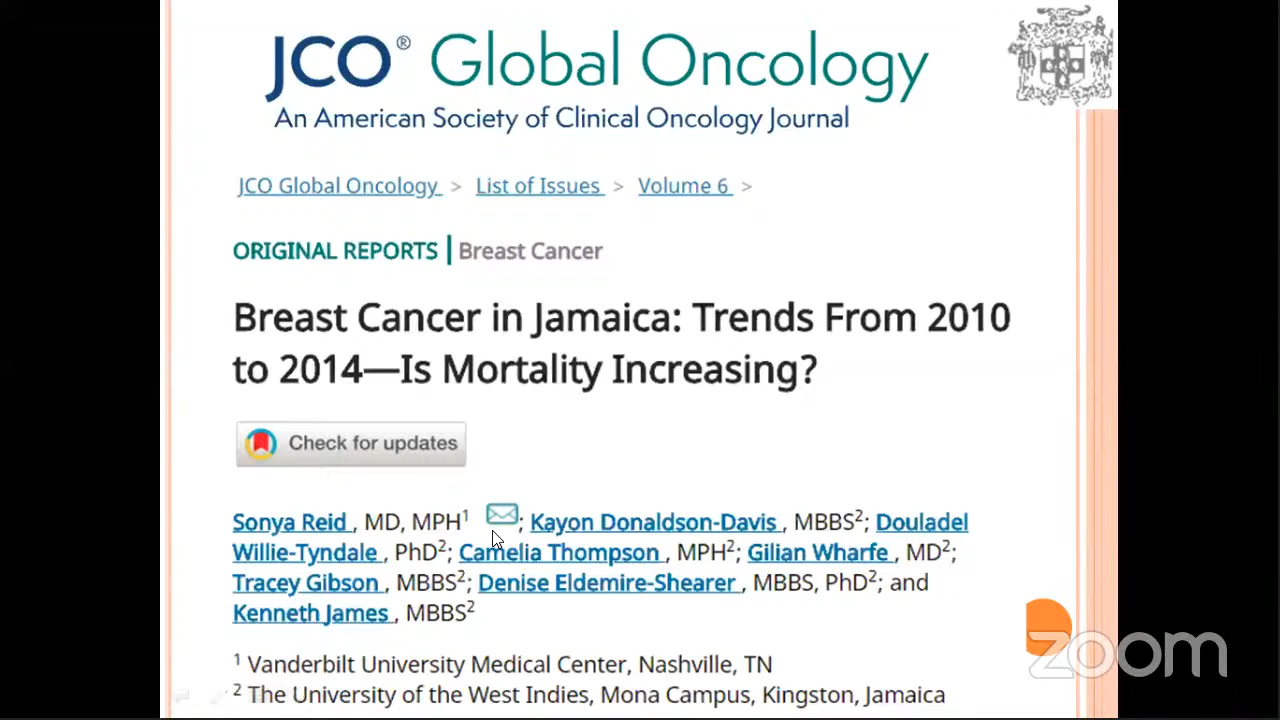 JCO® Global Oncology
An American Society of Clinical Oncology Journal
JCO Global Oncology > List of Issues > Volume 6 >
ORIGINAL REPORTS | Breast Cancer
Breast Cancer in Jamaica: Trends From 2010
to 2014—Is Mortality Increasing?
Check for updates
Sonya Reid , MD, MPH¹ ; Kayon Donaldson-Davis , MBBS²; Douladel
Willie-Tyndale , PhD²; Camelia Thompson , MPH²; Gilian Wharfe , MD²;
Tracey Gibson , MBBS²; Denise Eldemire-Shearer , MBBS, PhD²; and
Kenneth James , MBBS²
¹ Vanderbilt University Medical Center, Nashville, TN
² The University of the West Indies, Mona Campus, Kingston, Jamaica
zoom